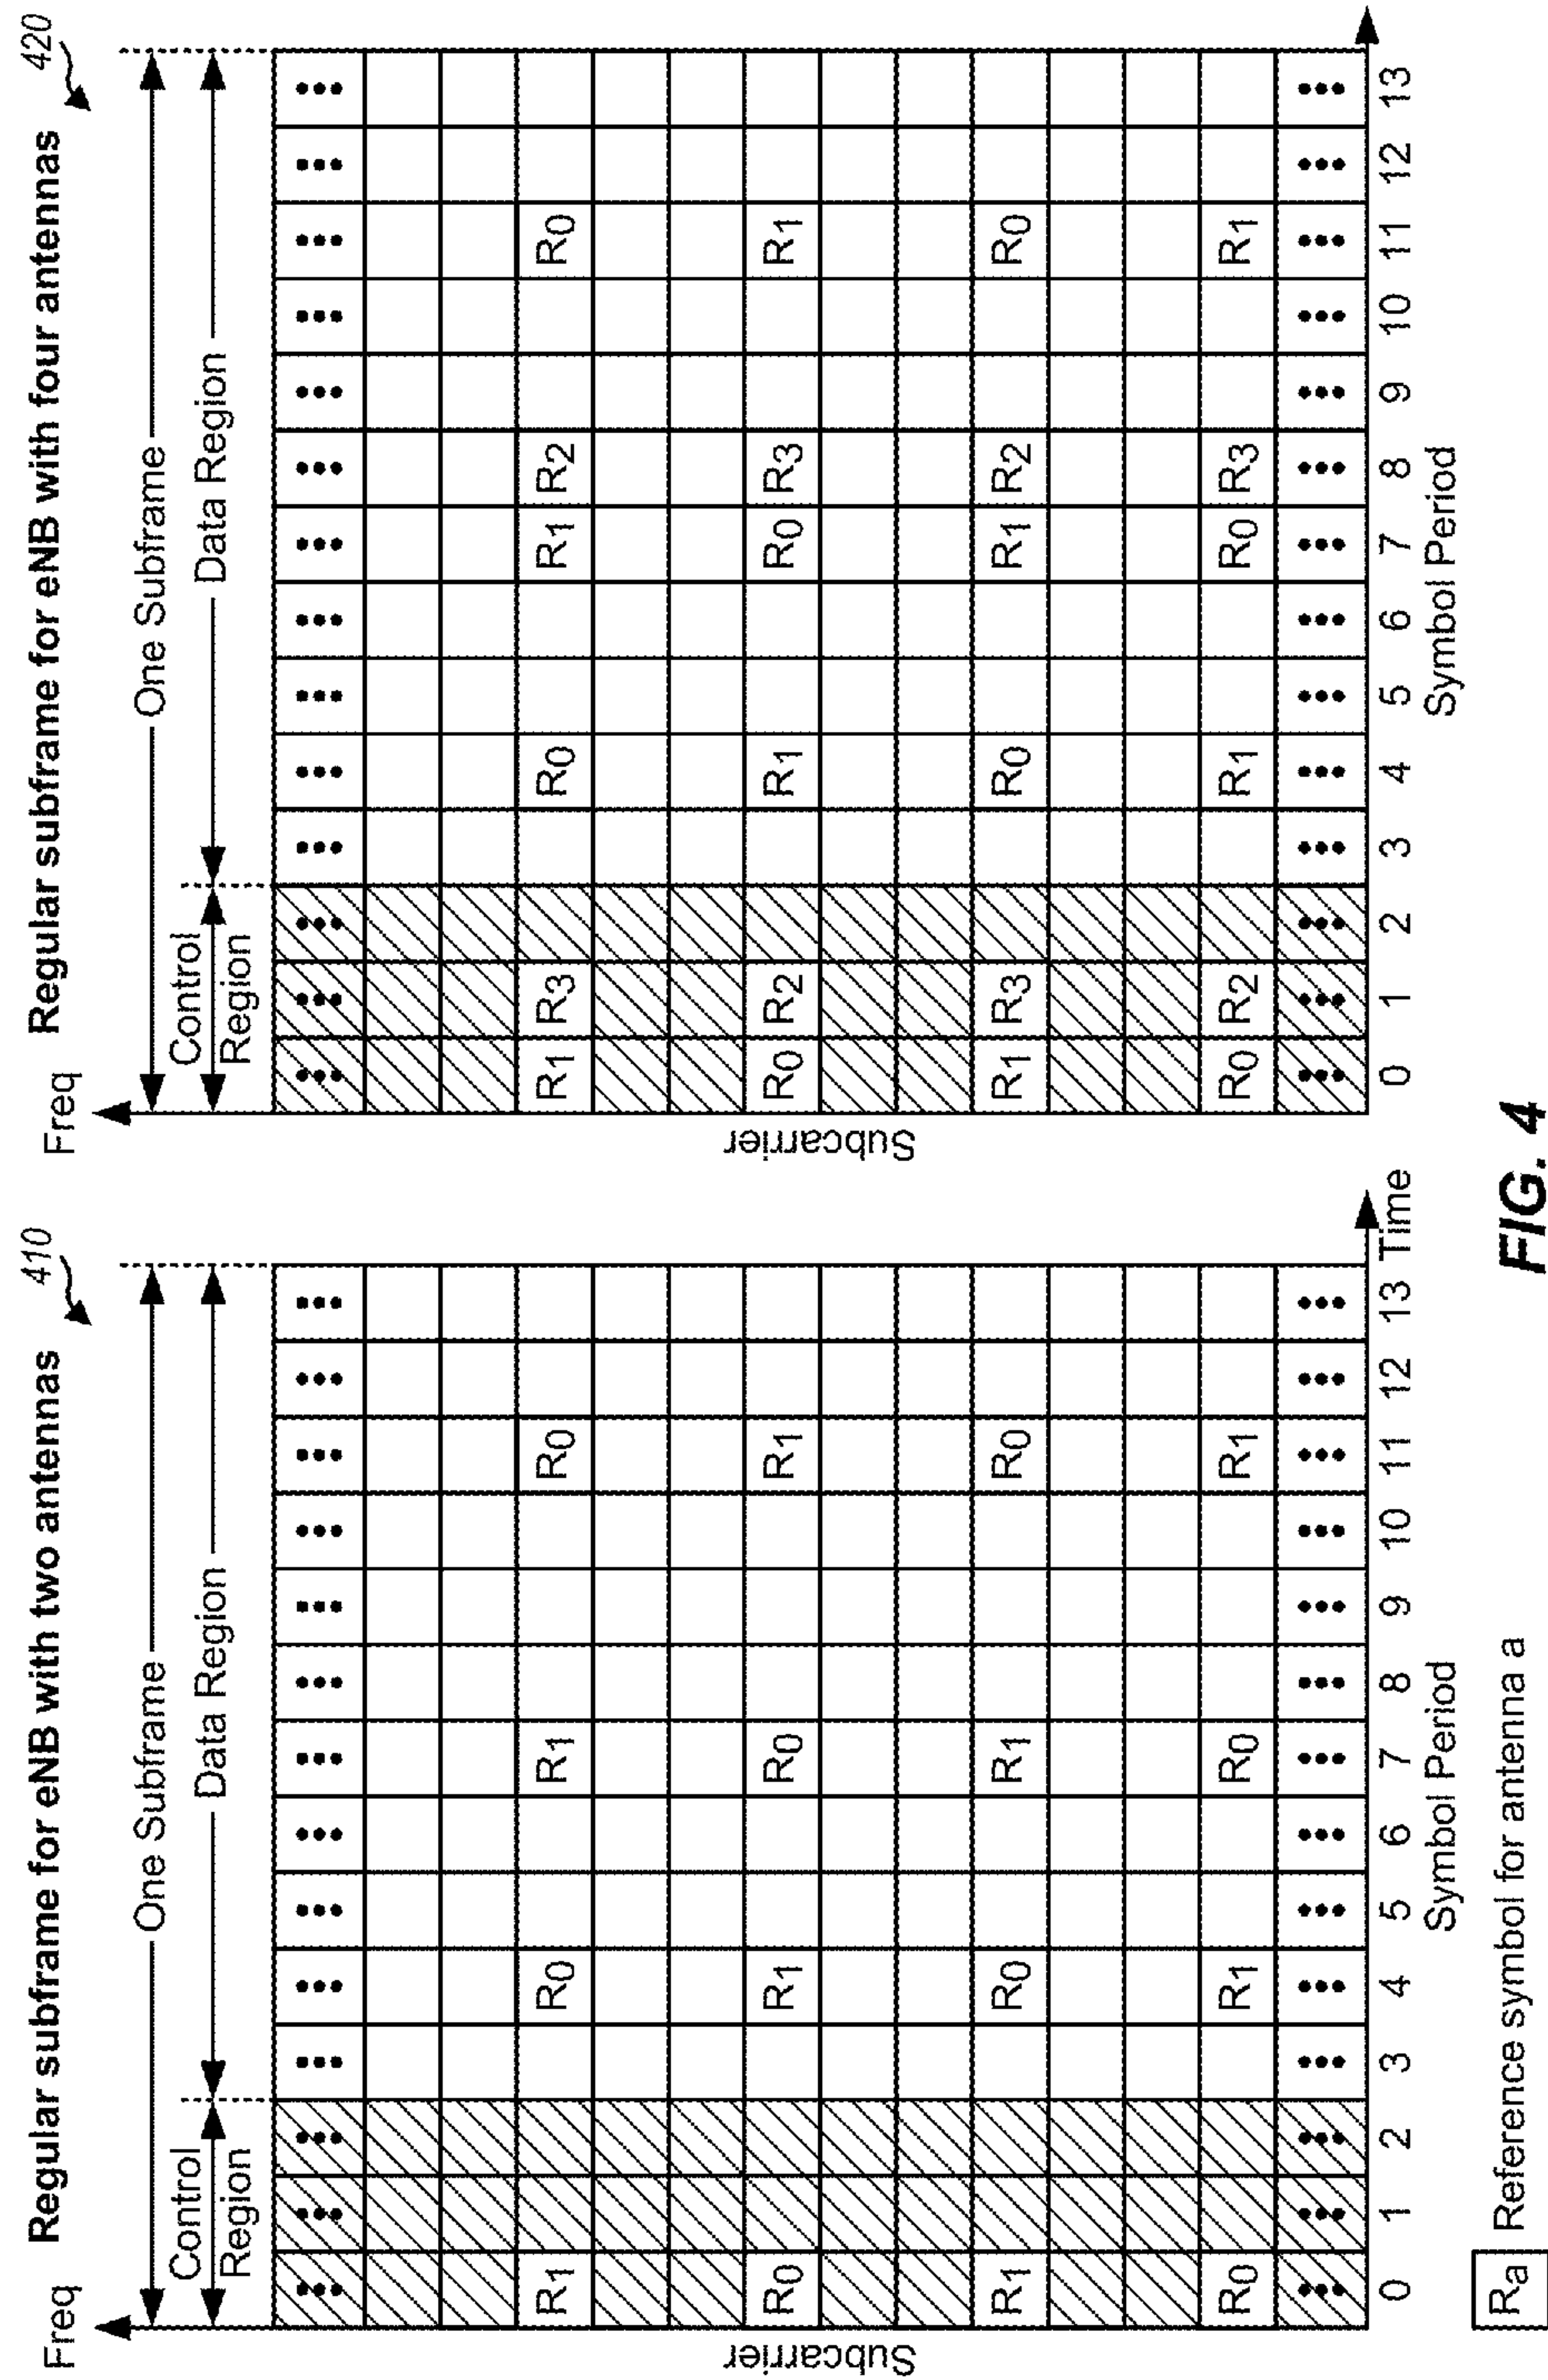 Freq Regular subframe for eNB with two antennas 410
One Subframe
Control Region
Data Region
Subcarrier
••• ••• ••• ••• ••• ••• ••• ••• ••• ••• ••• ••• ••• •••
R1 R0 R1 R0
R0 R1 R0 R1
R1 R0 R1 R0
R0 R1 R0 R1
••• ••• ••• ••• ••• ••• ••• ••• ••• ••• ••• ••• ••• •••
0 1 2 3 4 5 6 7 8 9 10 11 12 13 Time
Symbol Period
Freq Regular subframe for eNB with four antennas 420
One Subframe
Control Region
Data Region
Subcarrier
••• ••• ••• ••• ••• ••• ••• ••• ••• ••• ••• ••• ••• •••
R1 R3 R0 R1 R2 R0
R0 R2 R1 R0 R3 R1
R1 R3 R0 R1 R2 R0
R0 R2 R1 R0 R3 R1
••• ••• ••• ••• ••• ••• ••• ••• ••• ••• ••• ••• ••• •••
0 1 2 3 4 5 6 7 8 9 10 11 12 13
Symbol Period
Ra Reference symbol for antenna a
FIG. 4